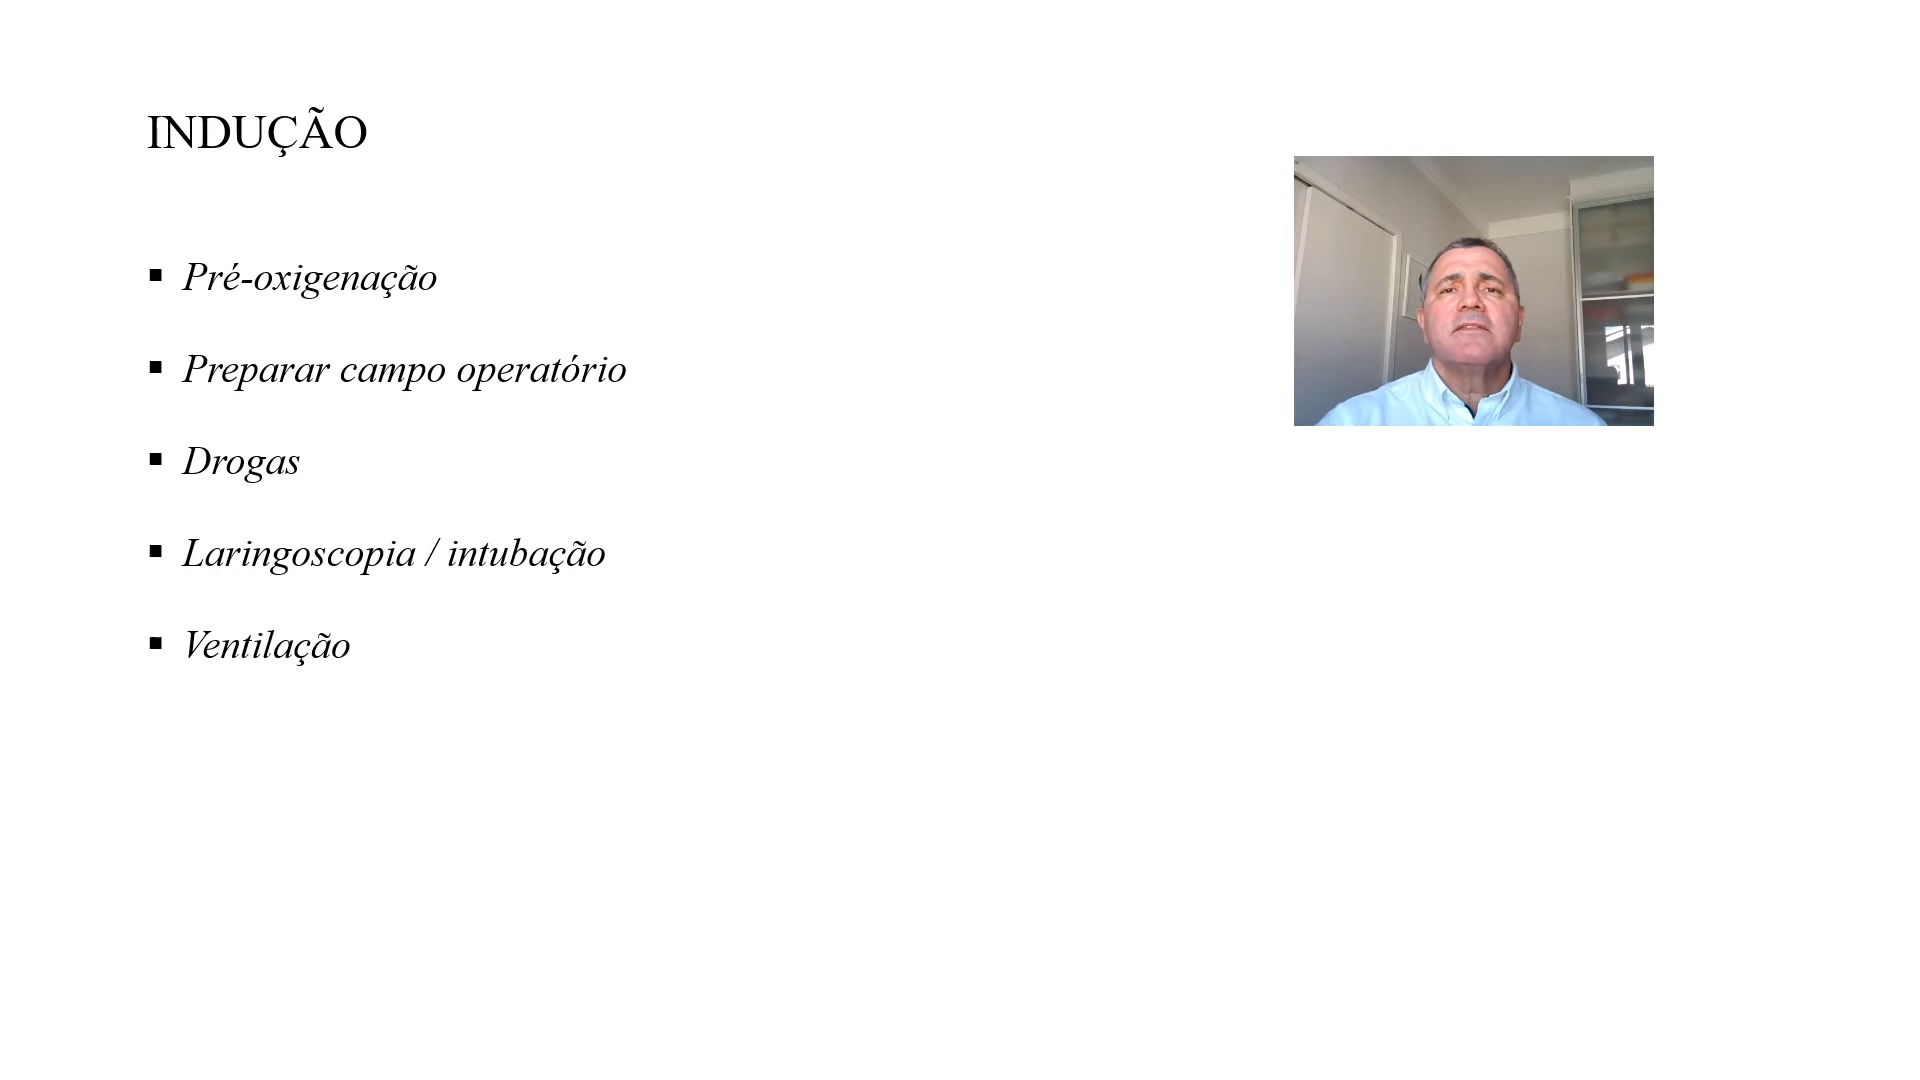 INDUÇÃO
▪ Pré-oxigenação
▪ Preparar campo operatório
▪ Drogas
▪ Laringoscopia / intubação
▪ Ventilação